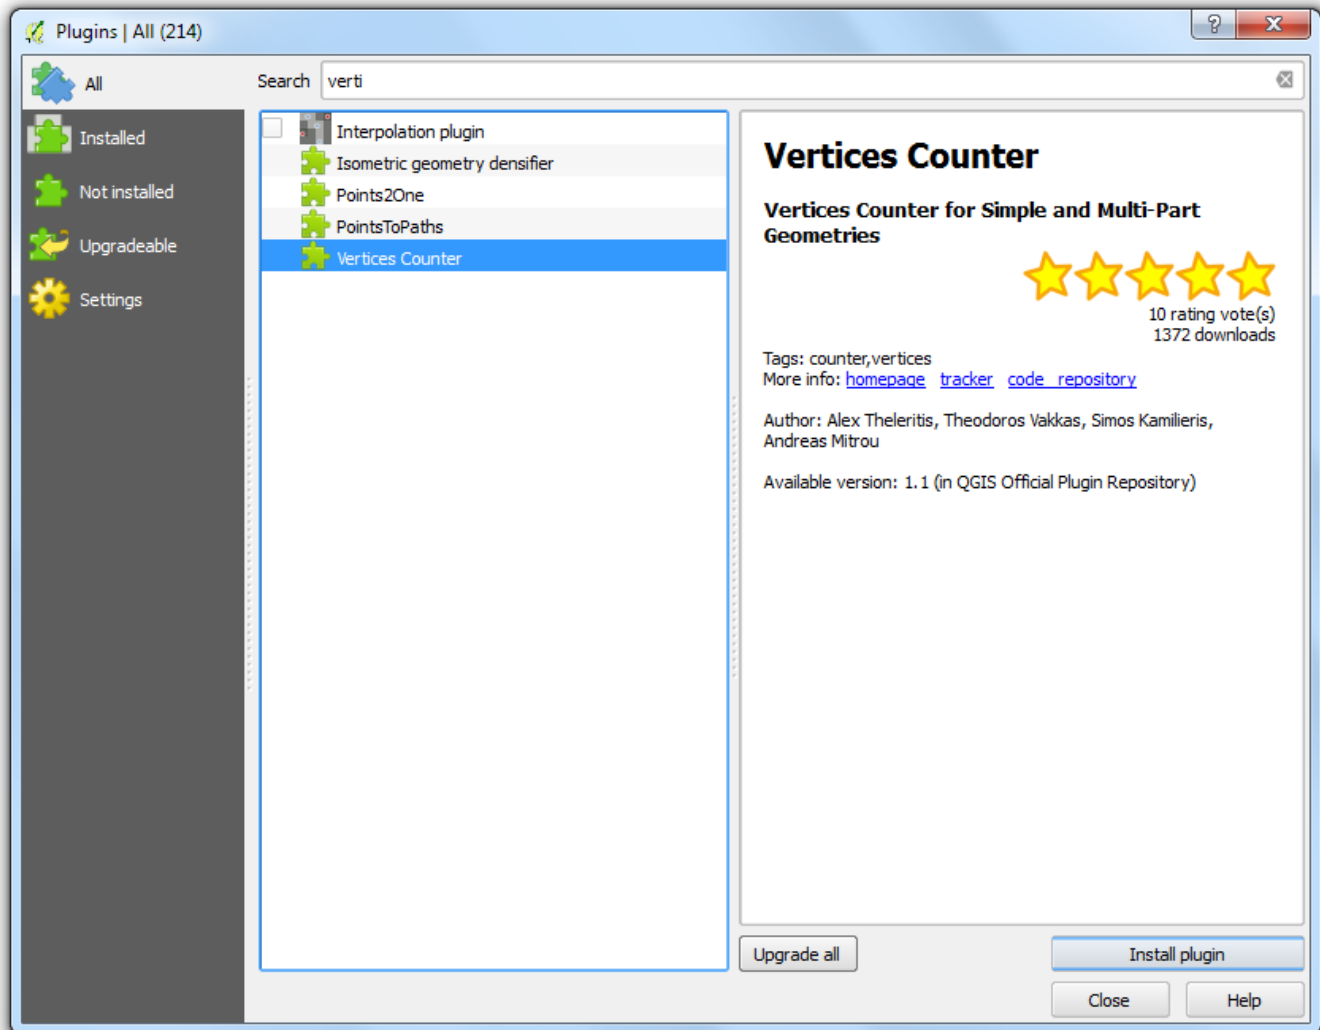 Plugins | All (214)
All
Installed
Not installed
Upgradeable
Settings
Search verti
Interpolation plugin
Isometric geometry densifier
Points2One
PointsToPaths
Vertices Counter
Vertices Counter
Vertices Counter for Simple and Multi-Part
Geometries
10 rating vote(s)
1372 downloads
Tags: counter,vertices
More info: homepage tracker code repository
Author: Alex Theleritis, Theodoros Vakkas, Simos Kamilieris,
Andreas Mitrou
Available version: 1.1 (in QGIS Official Plugin Repository)
Upgrade all
Install plugin
Close
Help